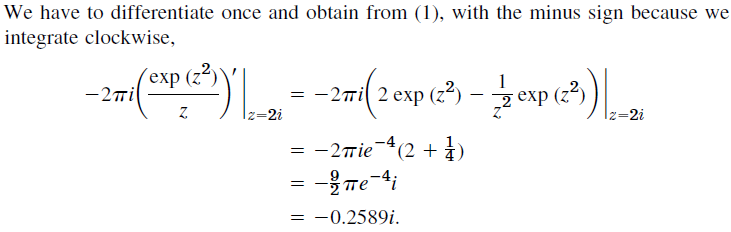 We have to differentiate once and obtain from (1), with the minus sign because we
integrate clockwise,
−2πi(exp (z²)/z)′|z=2i = −2πi(2 exp (z²) − 1/z² exp (z²))|z=2i
= −2πie⁻⁴(2 + ¼)
= −9/2 πe⁻⁴i
= −0.2589i.